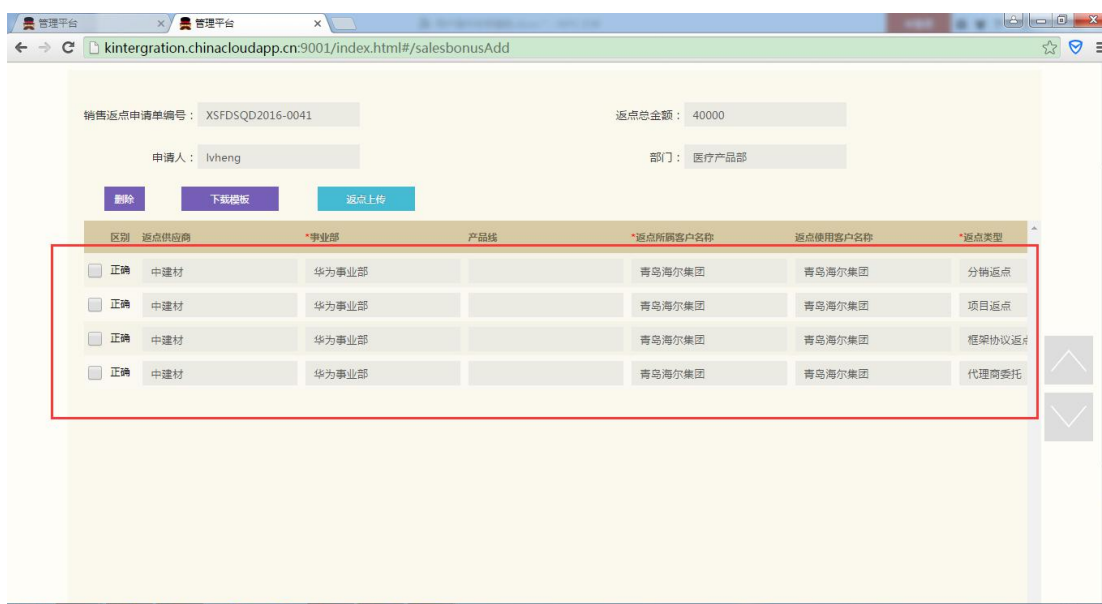 管理平台 管理平台
kintergration.chinacloudapp.cn:9001/index.html#/salesbonusAdd
销售返点申请单编号： XSFDSQD2016-0041 返点总金额： 40000
申请人： lvheng 部门： 医疗产品部
删除 下载模板 返点上传
区别 返点供应商 *事业部 产品线 *返点所属客户名称 返点使用客户名称 *返点类型
正确 中建材 华为事业部 青岛海尔集团 青岛海尔集团 分销返点
正确 中建材 华为事业部 青岛海尔集团 青岛海尔集团 项目返点
正确 中建材 华为事业部 青岛海尔集团 青岛海尔集团 框架协议返点
正确 中建材 华为事业部 青岛海尔集团 青岛海尔集团 代理商委托